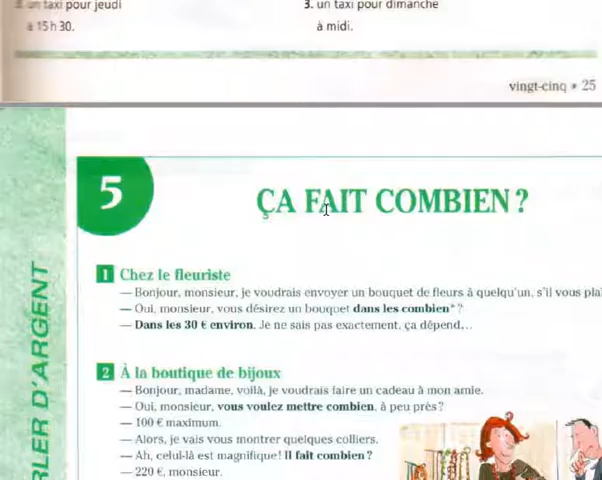 un taxi pour jeudi
à 15 h 30.
3. un taxi pour dimanche
à midi.
vingt-cinq • 25
5
ÇA FAIT COMBIEN ?
RLER D'ARGENT
1 Chez le fleuriste
— Bonjour, monsieur, je voudrais envoyer un bouquet de fleurs à quelqu'un, s'il vous plaî
— Oui, monsieur, vous désirez un bouquet dans les combien* ?
— Dans les 30 € environ. Je ne sais pas exactement, ça dépend...
2 À la boutique de bijoux
— Bonjour, madame, voilà, je voudrais faire un cadeau à mon amie.
— Oui, monsieur, vous voulez mettre combien, à peu près ?
— 100 € maximum.
— Alors, je vais vous montrer quelques colliers.
— Ah, celui-là est magnifique ! Il fait combien ?
— 220 €, monsieur.